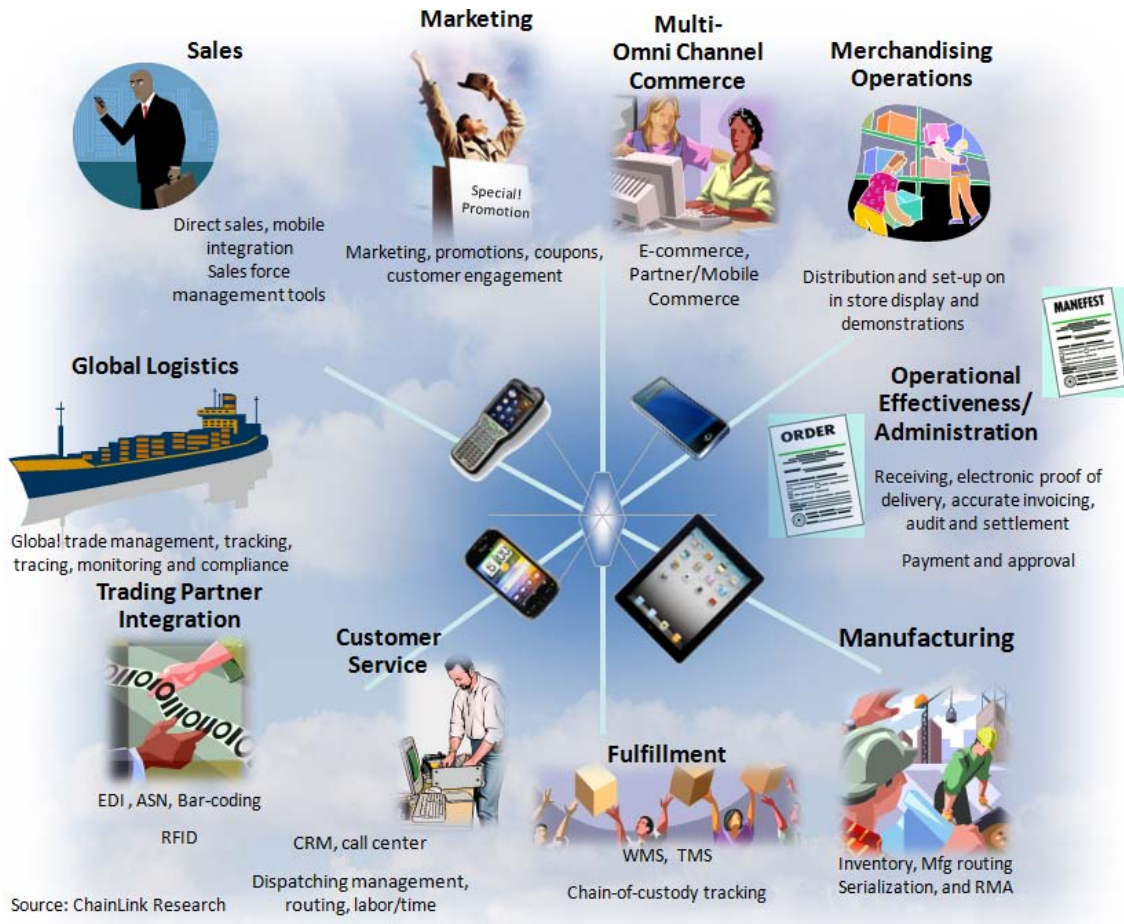 Sales
Direct sales, mobile
integration
Sales force
management tools
Marketing
Special!
Promotion
Marketing, promotions, coupons,
customer engagement
Multi-
Omni Channel
Commerce
E-commerce,
Partner/Mobile
Commerce
Merchandising
Operations
Distribution and set-up on
in store display and
demonstrations
MANEFEST
Global Logistics
Global trade management, tracking,
tracing, monitoring and compliance
ORDER
Operational
Effectiveness/
Administration
Receiving, electronic proof of
delivery, accurate invoicing,
audit and settlement
Payment and approval
Trading Partner
Integration
EDI , ASN, Bar-coding
RFID
Customer
Service
CRM, call center
Dispatching management,
routing, labor/time
Fulfillment
WMS, TMS
Chain-of-custody tracking
Manufacturing
Inventory, Mfg routing
Serialization, and RMA
Source: ChainLink Research